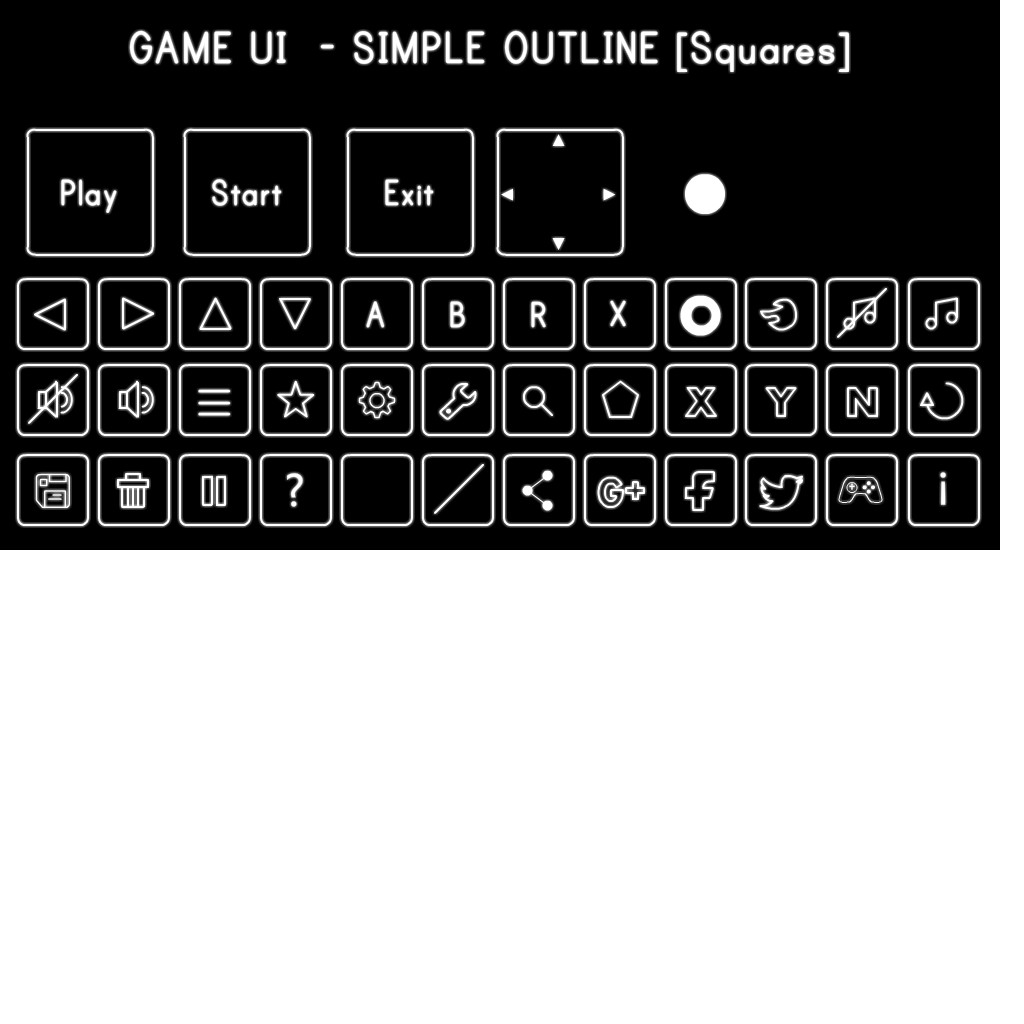 GAME UI - SIMPLE OUTLINE [Squares]
Play Start Exit
A B R X
X Y N
? G+ f i